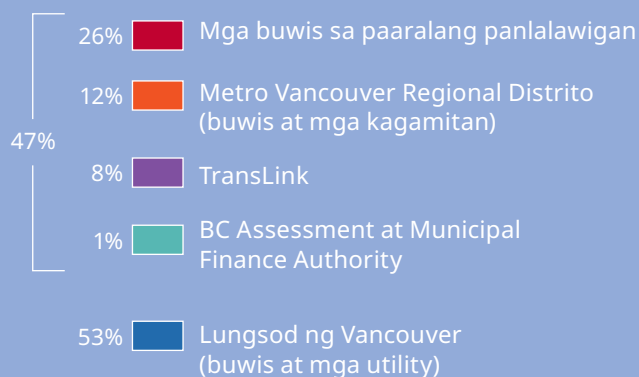 26% Mga buwis sa paaralang panlalawigan
12% Metro Vancouver Regional Distrito
(buwis at mga kagamitan)
47%
8% TransLink
1% BC Assessment at Municipal
Finance Authority
53% Lungsod ng Vancouver
(buwis at mga utility)